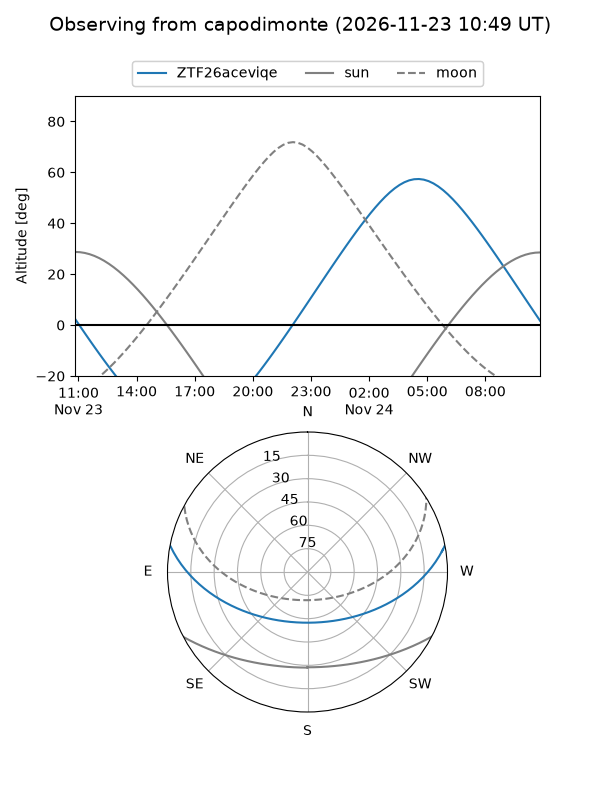 Observing from capodimonte (2026-11-23 10:49 UT)
ZTF26aceviqe sun moon
Altitude [deg]
80
60
40
20
0
−20
11:00 14:00 17:00 20:00 23:00 02:00 05:00 08:00
Nov 23 Nov 24
N
NE NW
15
30
45
60
75
E W
SE SW
S